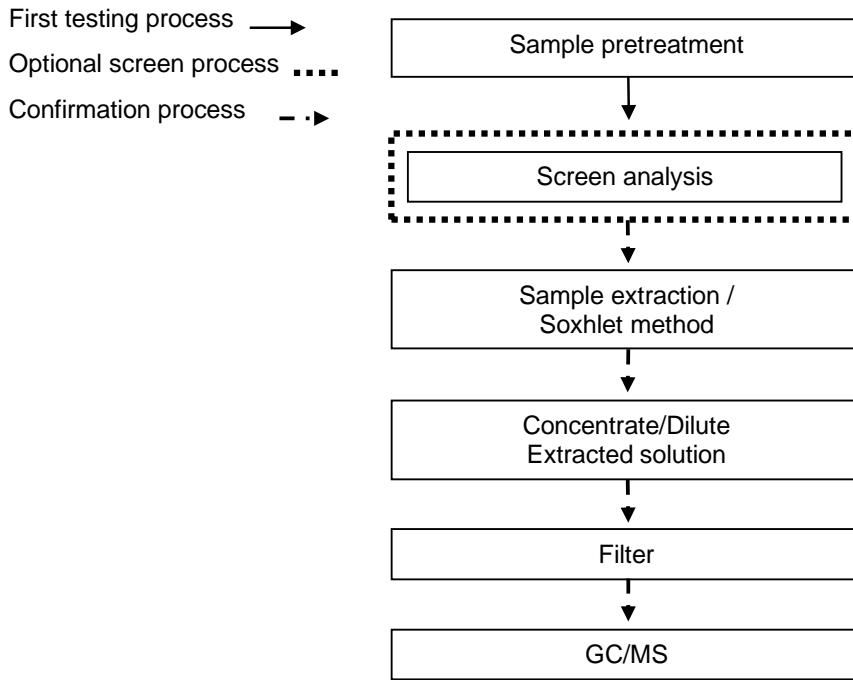 First testing process
Optional screen process
Confirmation process
Sample pretreatment
Screen analysis
Sample extraction /
Soxhlet method
Concentrate/Dilute
Extracted solution
Filter
GC/MS